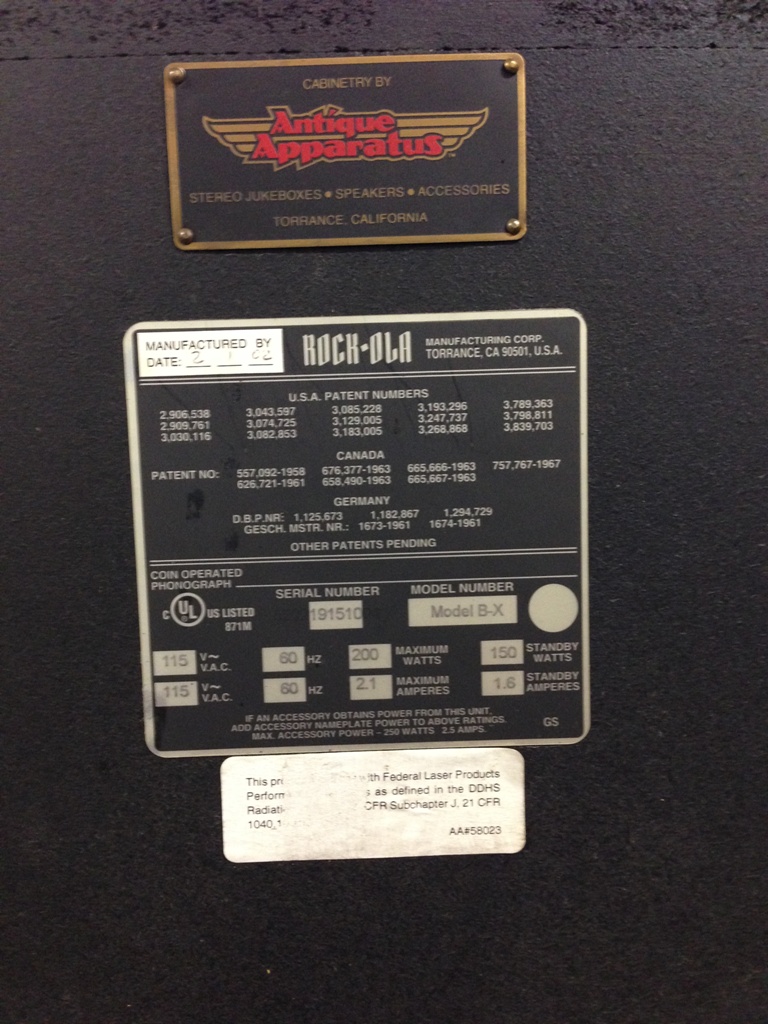 CABINETRY BY
Antique
Apparatus™
STEREO JUKEBOXES • SPEAKERS • ACCESSORIES
TORRANCE, CALIFORNIA
MANUFACTURED BY
DATE: 2 1 02
ROCK-OLA
MANUFACTURING CORP.
TORRANCE, CA 90501, U.S.A.
U.S.A. PATENT NUMBERS
2,906,538 3,043,597 3,085,228 3,193,296 3,789,363
2,909,761 3,074,725 3,129,005 3,247,737 3,798,811
3,030,116 3,082,853 3,183,005 3,268,868 3,839,703
CANADA
PATENT NO: 557,092-1958 676,377-1963 665,666-1963 757,767-1967
626,721-1961 658,490-1963 665,667-1963
GERMANY
D.B.P.NR: 1,125,673 1,182,867 1,294,729
GESCH. MSTR. NR.: 1673-1961 1674-1961
OTHER PATENTS PENDING
COIN OPERATED
PHONOGRAPH
SERIAL NUMBER MODEL NUMBER
C UL US LISTED
871M
191510 Model B-X
115 V~ V.A.C. 60 HZ 200 MAXIMUM WATTS 150 STANDBY WATTS
115 V~ V.A.C. 60 HZ 2.1 MAXIMUM AMPERES 1.6 STANDBY AMPERES
IF AN ACCESSORY OBTAINS POWER FROM THIS UNIT,
ADD ACCESSORY NAMEPLATE POWER TO ABOVE RATINGS.
MAX. ACCESSORY POWER - 250 WATTS 2.5 AMPS.
GS
This with Federal Laser Products
as defined in the DDHS
CFR Subchapter J, 21 CFR
AA#58023